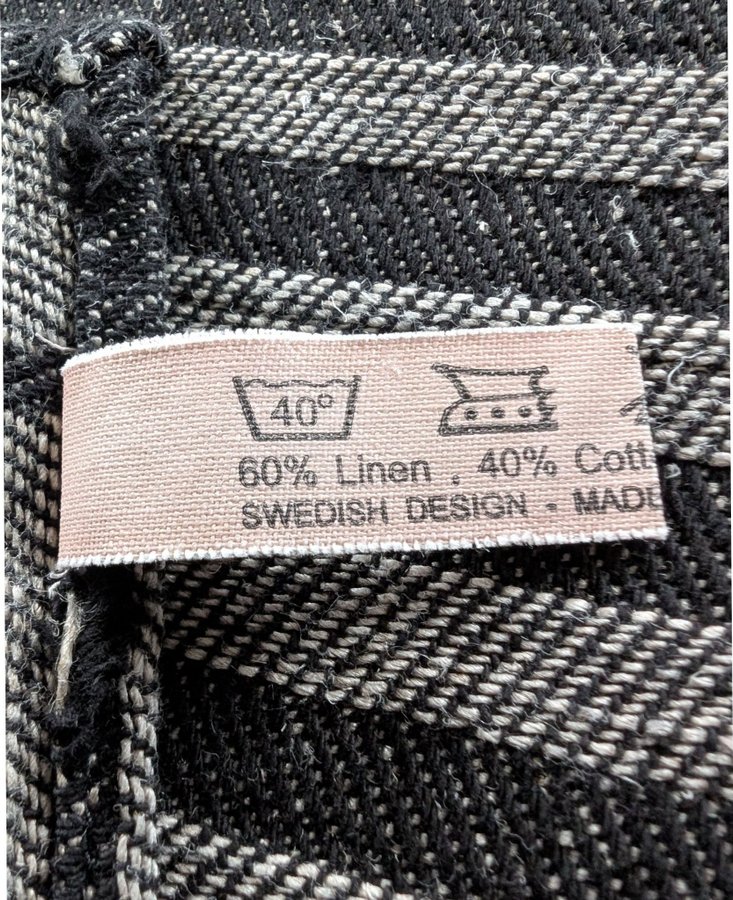 40°
60% Linen . 40% Cott
SWEDISH DESIGN - MADE